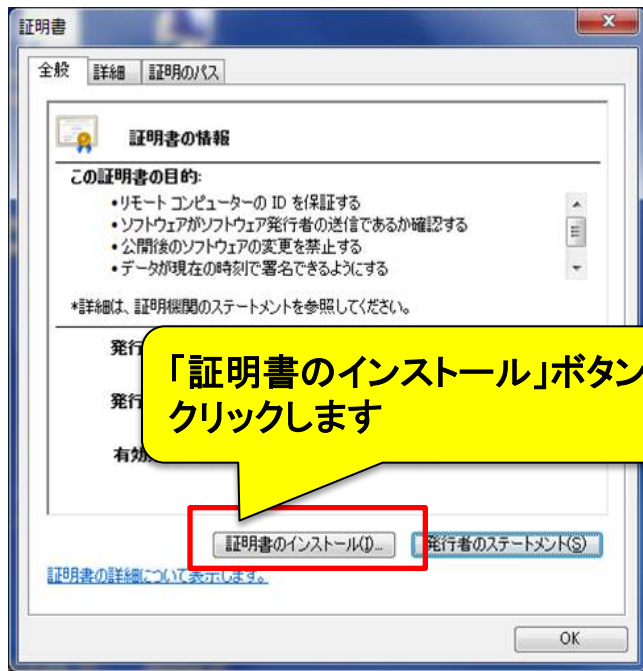 証明書
全般 詳細 証明のパス
証明書の情報
この証明書の目的:
•リモート コンピューターの ID を保証する
•ソフトウェアがソフトウェア発行者の送信であるか確認する
•公開後のソフトウェアの変更を禁止する
•データが現在の時刻で署名できるようにする
*詳細は、証明機関のステートメントを参照してください。
発行
「証明書のインストール」ボタン
クリックします
発行
有効
証明書のインストール(I)... 発行者のステートメント(S)
証明書の詳細について表示します。
OK